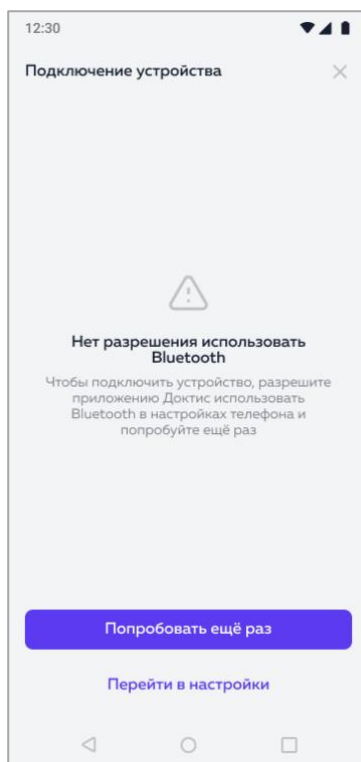 12:30
Подключение устройства
Нет разрешения использовать
Bluetooth
Чтобы подключить устройство, разрешите
приложению Доктис использовать
Bluetooth в настройках телефона и
попробуйте ещё раз
Попробовать ещё раз
Перейти в настройки